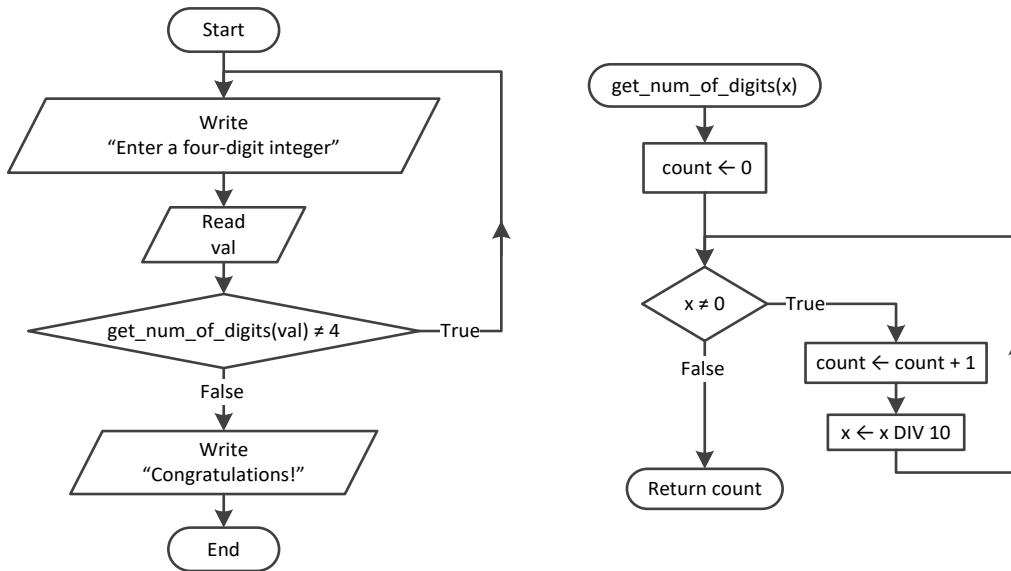 Start
Write
“Enter a four-digit integer”
Read
val
get_num_of_digits(val) ≠ 4
True
False
Write
“Congratulations!”
End
get_num_of_digits(x)
count ← 0
x ≠ 0
True
count ← count + 1
x ← x DIV 10
False
Return count